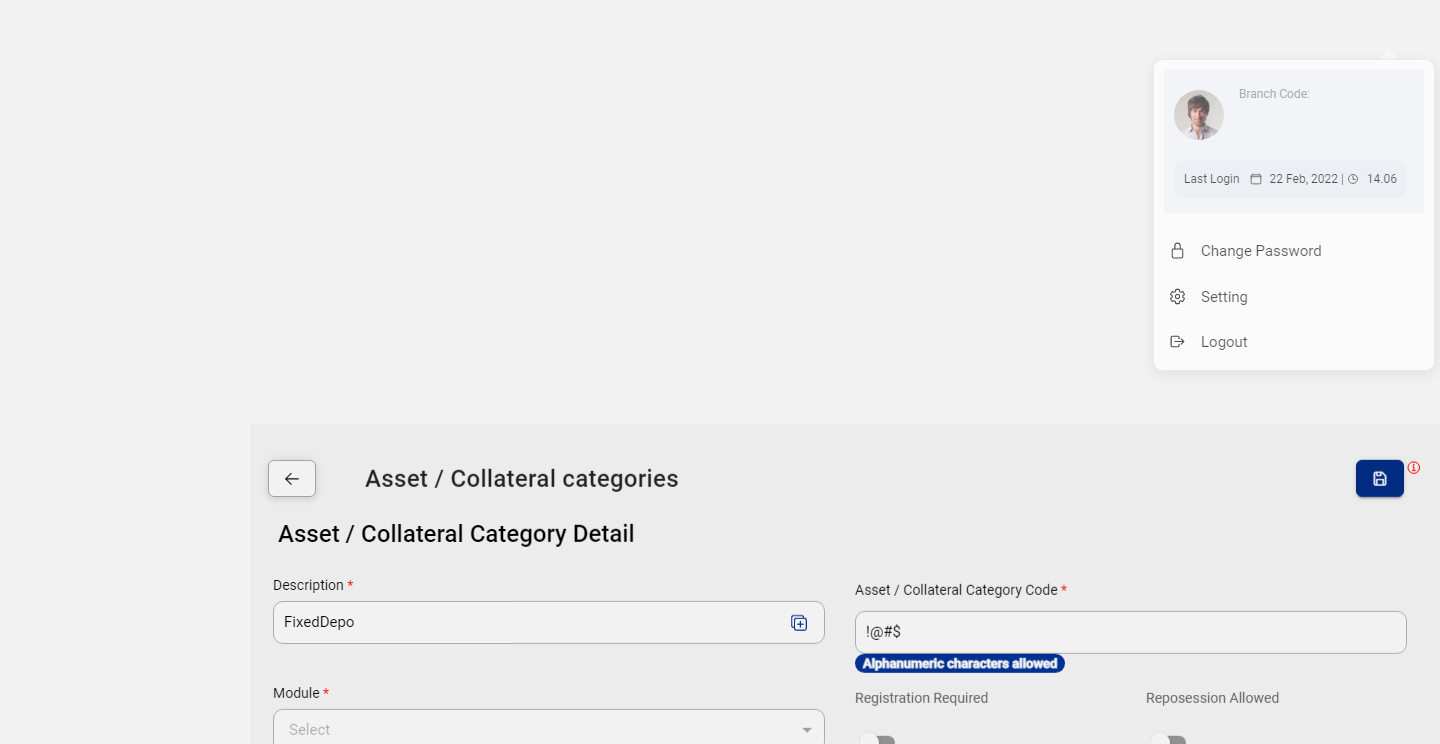 Branch Code:
Last Login 22 Feb, 2022 | 14.06
Change Password
Setting
Logout
Asset / Collateral categories
Asset / Collateral Category Detail
Description *
FixedDepo
Asset / Collateral Category Code *
!@#$
Alphanumeric characters allowed
Module *
Select
Registration Required
Reposession Allowed